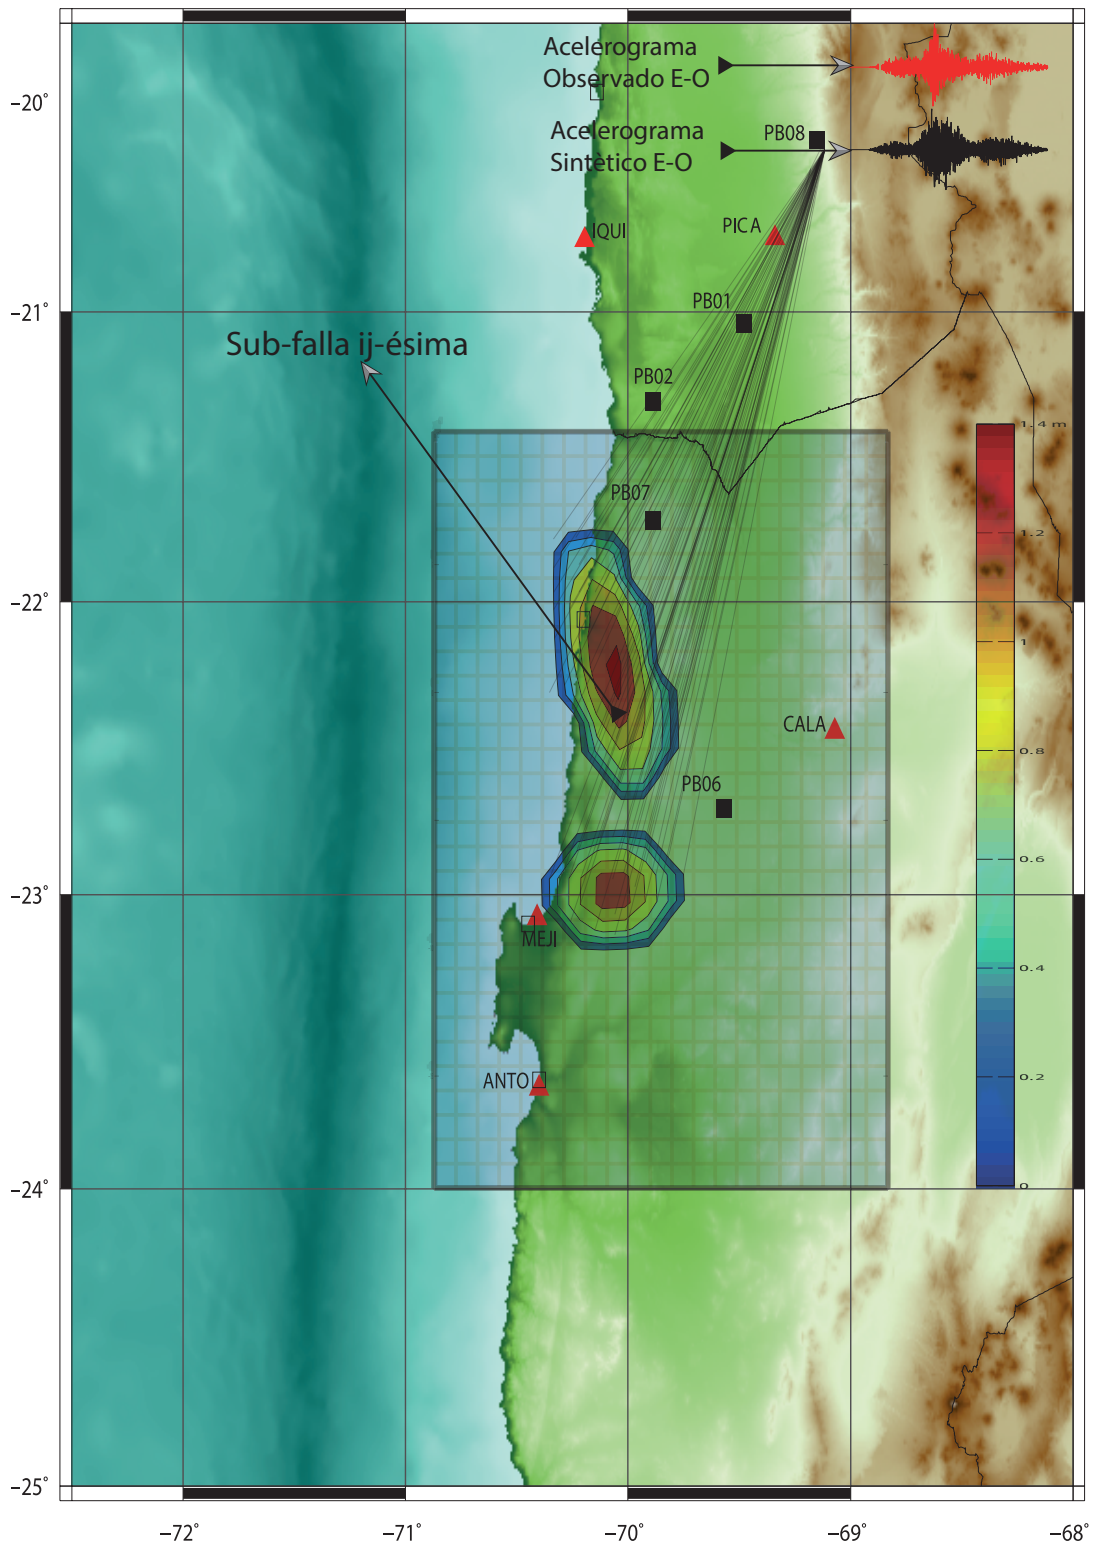 Acelerograma
Observado E-O
−20°
Acelerograma
Sintètico E-O
PB08
IQUI
PICA
PB01
−21°
Sub-falla ij-ésima
PB02
1.4 m
PB07
1.2
−22°
1
CALA
0.8
PB06
0.6
−23°
MEJI
0.4
ANTO
0.2
−24°
0
−25°
−72°
−71°
−70°
−69°
−68°